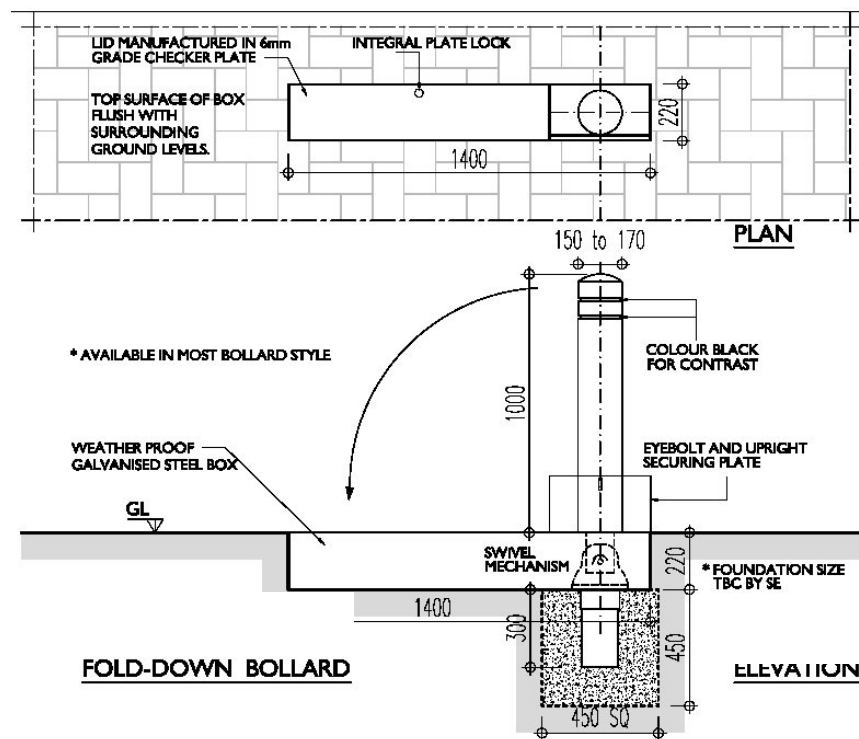 LID MANUFACTURED IN 6mm
GRADE CHECKER PLATE
INTEGRAL PLATE LOCK
TOP SURFACE OF BOX
FLUSH WITH
SURROUNDING
GROUND LEVELS.
220
1400
PLAN
150 to 170
COLOUR BLACK
FOR CONTRAST
* AVAILABLE IN MOST BOLLARD STYLE
1000
WEATHER PROOF
GALVANISED STEEL BOX
EYEBOLT AND UPRIGHT
SECURING PLATE
GL
SWIVEL
MECHANISM
220
* FOUNDATION SIZE
TBC BY SE
1400
300
450
FOLD-DOWN BOLLARD
ELEVATION
450 SQ